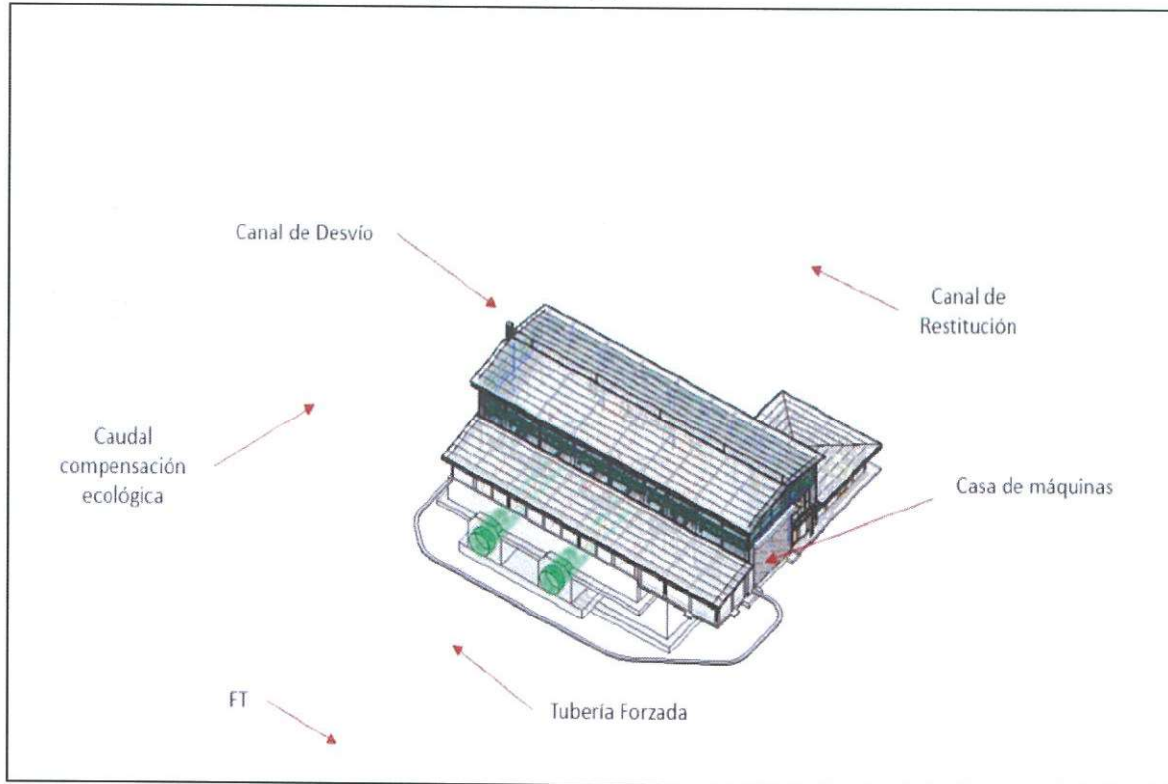 Canal de Desvío
Canal de
Restitución
Caudal
compensación
ecológica
Casa de máquinas
FT
Tubería Forzada